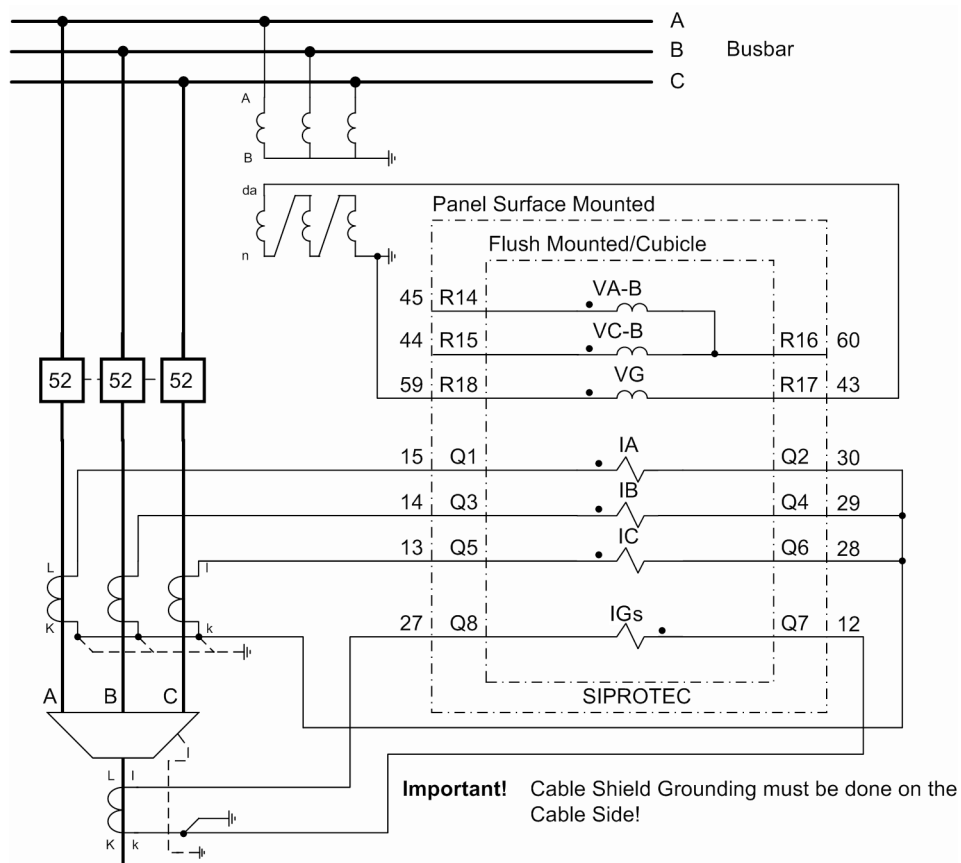 A
B Busbar
C
A
B
da
n
Panel Surface Mounted
Flush Mounted/Cubicle
VA-B
45 R14
VC-B
44 R15 R16 60
VG
59 R18 R17 43
52 52 52
IA
15 Q1 Q2 30
IB
14 Q3 Q4 29
IC
13 Q5 Q6 28
L l
K k
IGs
27 Q8 Q7 12
SIPROTEC
A B C
L l
K k
Important! Cable Shield Grounding must be done on the
Cable Side!